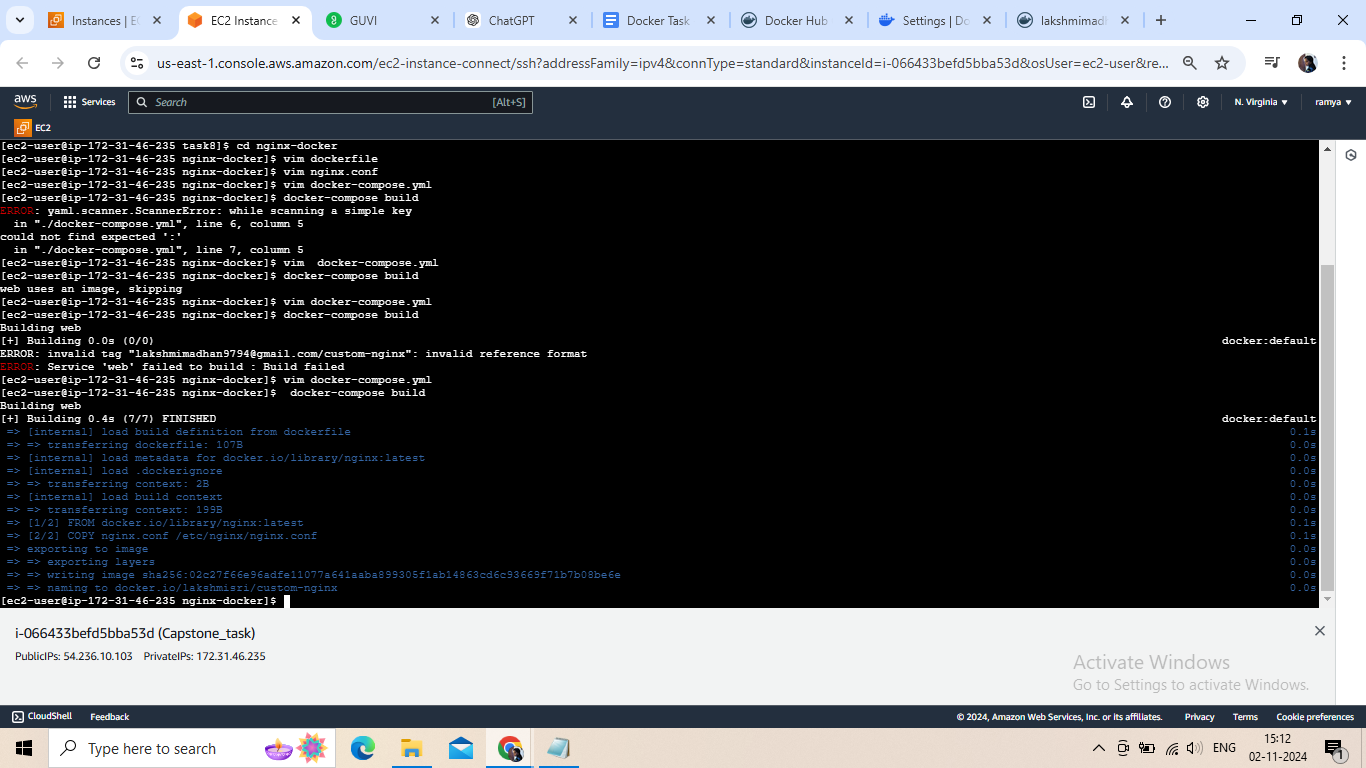 Instances | EC
EC2 Instance
GUVI
ChatGPT
Docker Task
Docker Hub
Settings | Do
lakshmimadh
us-east-1.console.aws.amazon.com/ec2-instance-connect/ssh?addressFamily=ipv4&connType=standard&instanceId=i-066433befd5bba53d&osUser=ec2-user&re...
aws
Services
Search
[Alt+S]
N. Virginia
ramya
EC2
[ec2-user@ip-172-31-46-235 task8]$ cd nginx-docker
[ec2-user@ip-172-31-46-235 nginx-docker]$ vim dockerfile
[ec2-user@ip-172-31-46-235 nginx-docker]$ vim nginx.conf
[ec2-user@ip-172-31-46-235 nginx-docker]$ vim docker-compose.yml
[ec2-user@ip-172-31-46-235 nginx-docker]$ docker-compose build
ERROR: yaml.scanner.ScannerError: while scanning a simple key
  in "./docker-compose.yml", line 6, column 5
could not find expected ':'
  in "./docker-compose.yml", line 7, column 5
[ec2-user@ip-172-31-46-235 nginx-docker]$ vim  docker-compose.yml
[ec2-user@ip-172-31-46-235 nginx-docker]$ docker-compose build
web uses an image, skipping
[ec2-user@ip-172-31-46-235 nginx-docker]$ vim docker-compose.yml
[ec2-user@ip-172-31-46-235 nginx-docker]$ docker-compose build
Building web
[+] Building 0.0s (0/0) docker:default
ERROR: invalid tag "lakshmimadhan9794@gmail.com/custom-nginx": invalid reference format
ERROR: Service 'web' failed to build : Build failed
[ec2-user@ip-172-31-46-235 nginx-docker]$ vim docker-compose.yml
[ec2-user@ip-172-31-46-235 nginx-docker]$  docker-compose build
Building web
[+] Building 0.4s (7/7) FINISHED docker:default
=> [internal] load build definition from dockerfile 0.1s
=> => transferring dockerfile: 107B 0.0s
=> [internal] load metadata for docker.io/library/nginx:latest 0.0s
=> [internal] load .dockerignore 0.0s
=> => transferring context: 2B 0.0s
=> [internal] load build context 0.0s
=> => transferring context: 199B 0.0s
=> [1/2] FROM docker.io/library/nginx:latest 0.1s
=> [2/2] COPY nginx.conf /etc/nginx/nginx.conf 0.1s
=> exporting to image 0.0s
=> => exporting layers 0.0s
=> => writing image sha256:02c27f66e96adfe11077a641aaba899305f1ab14863cd6c93669f71b7b08be6e 0.0s
=> => naming to docker.io/lakshmisri/custom-nginx 0.0s
[ec2-user@ip-172-31-46-235 nginx-docker]$
i-066433befd5bba53d (Capstone_task)
PublicIPs: 54.236.10.103 PrivateIPs: 172.31.46.235
Activate Windows
Go to Settings to activate Windows.
CloudShell
Feedback
© 2024, Amazon Web Services, Inc. or its affiliates.
Privacy
Terms
Cookie preferences
Type here to search
ENG
15:12
02-11-2024
1